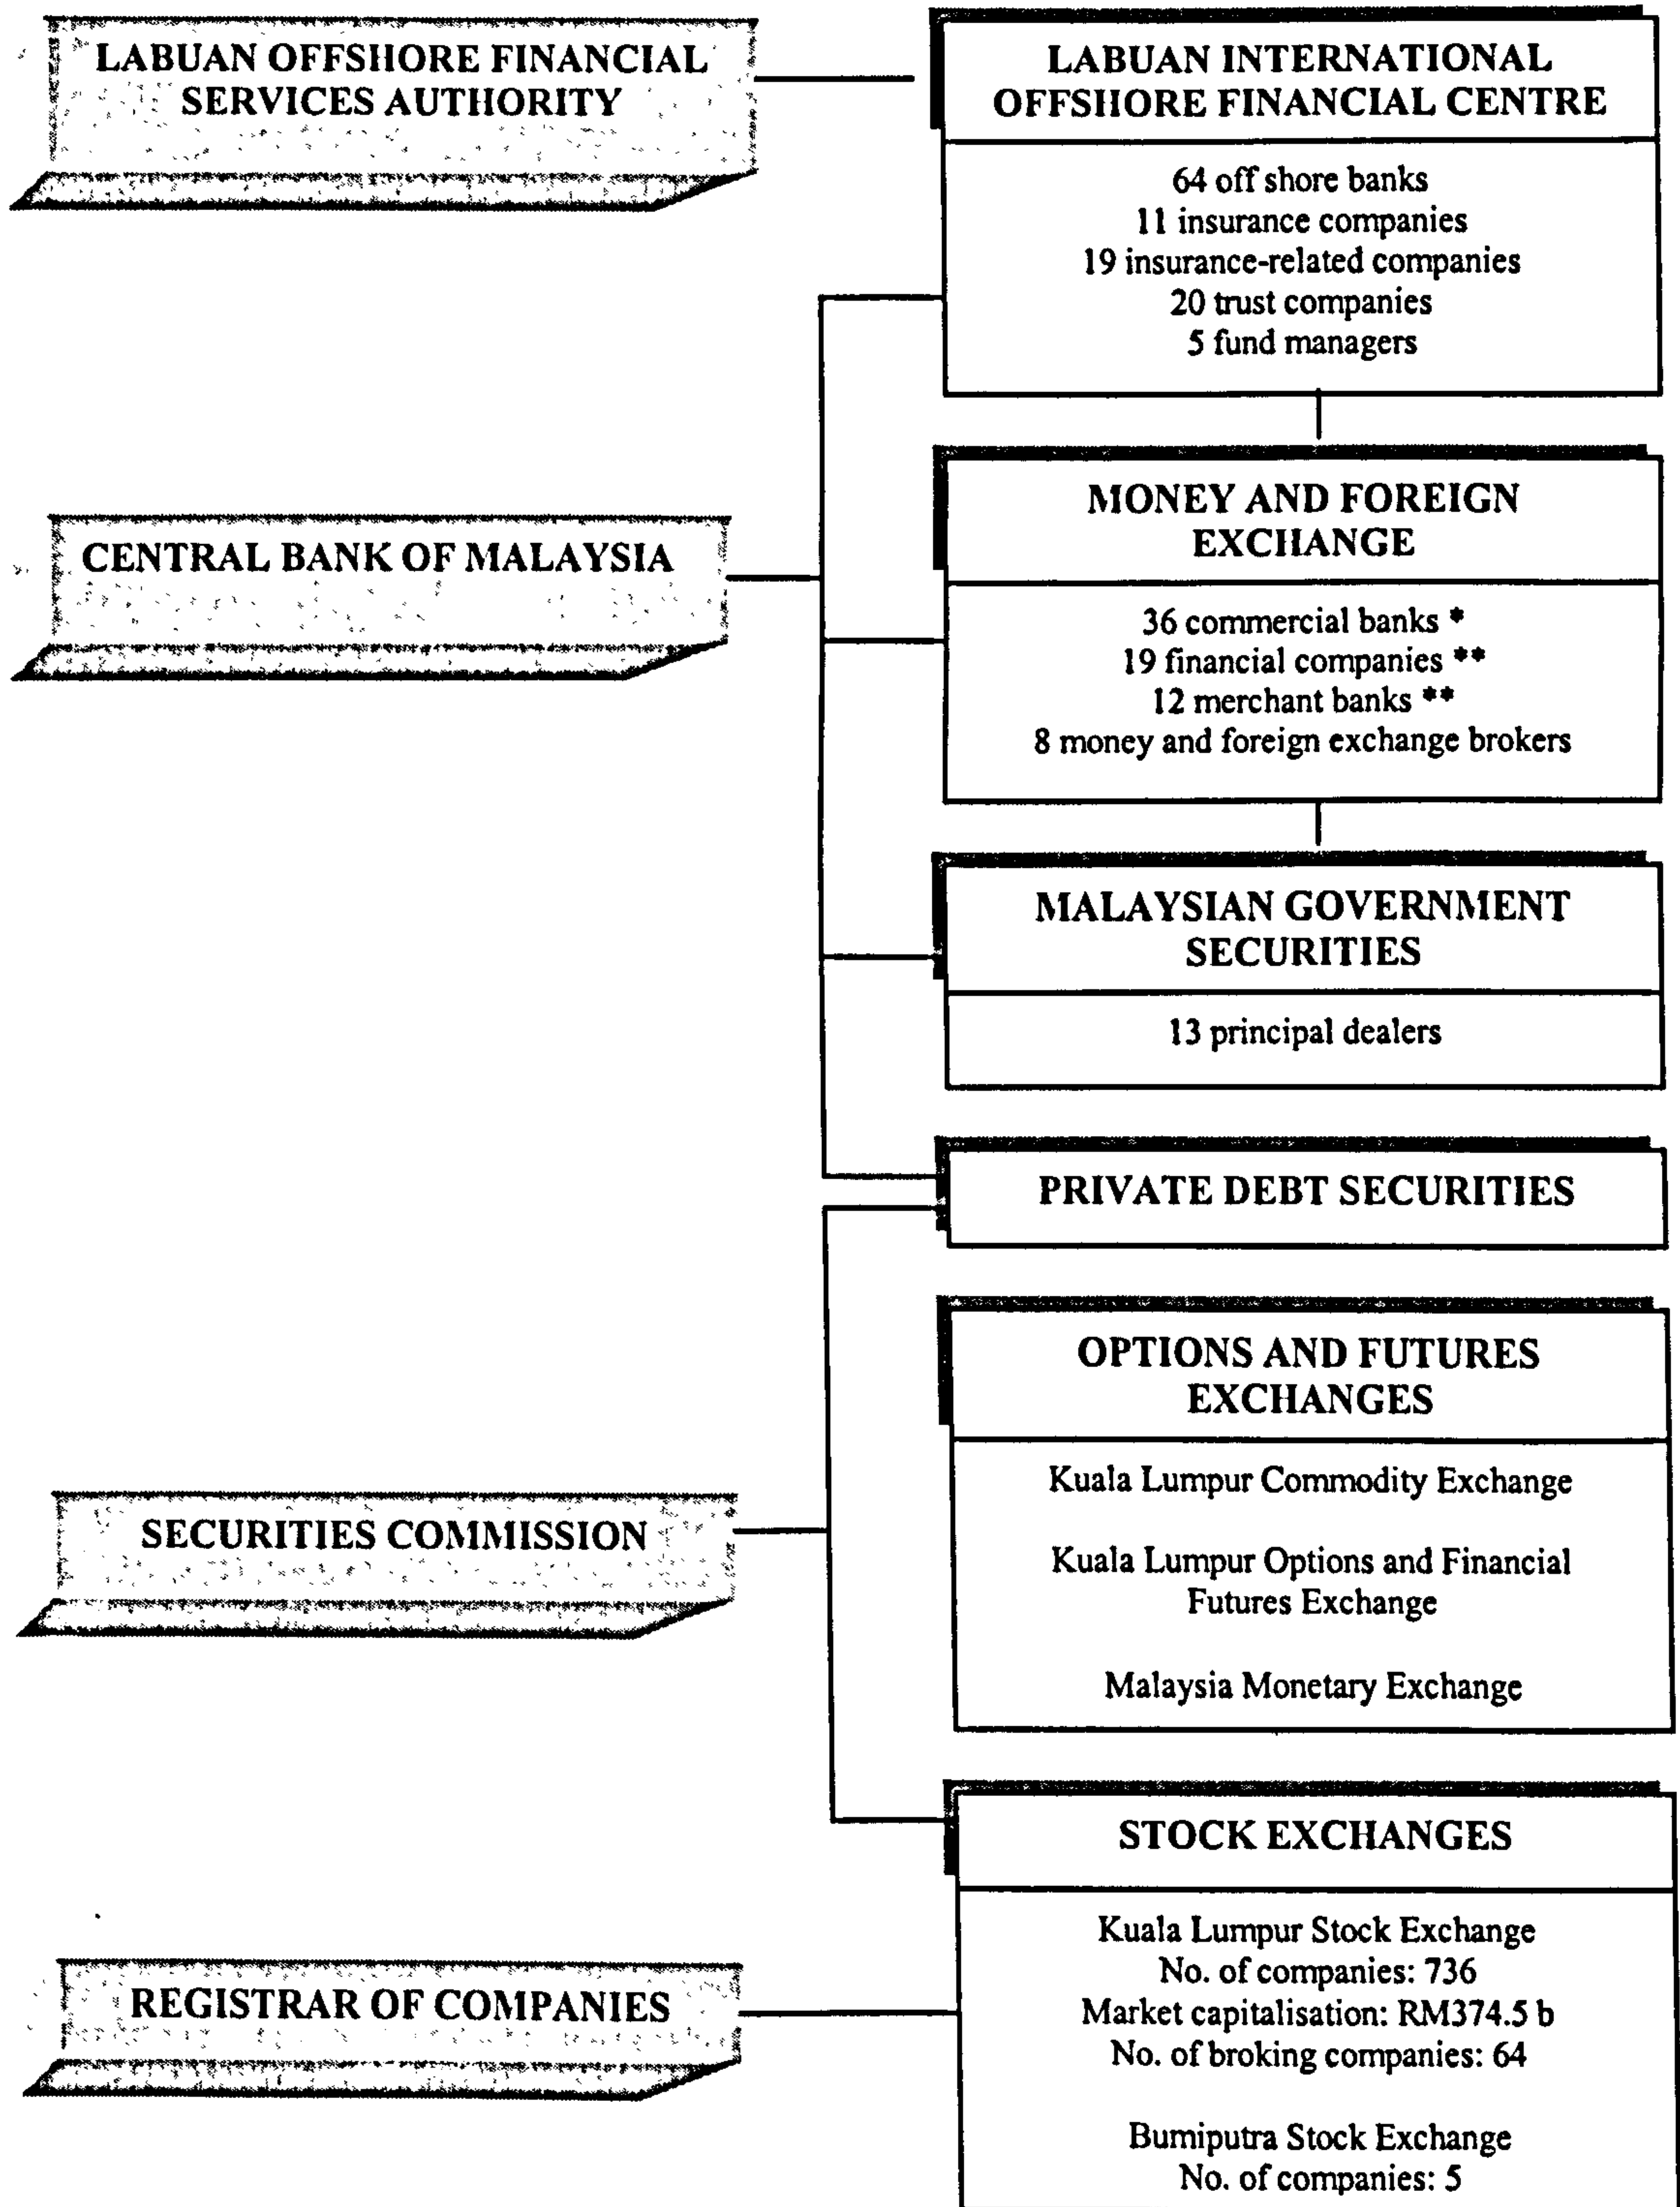 LABUAN OFFSHORE FINANCIAL
SERVICES AUTHORITY
LABUAN INTERNATIONAL
OFFSHORE FINANCIAL CENTRE
64 off shore banks
11 insurance companies
19 insurance-related companies
20 trust companies
5 fund managers
CENTRAL BANK OF MALAYSIA
MONEY AND FOREIGN
EXCHANGE
36 commercial banks *
19 financial companies **
12 merchant banks **
8 money and foreign exchange brokers
MALAYSIAN GOVERNMENT
SECURITIES
13 principal dealers
PRIVATE DEBT SECURITIES
SECURITIES COMMISSION
OPTIONS AND FUTURES
EXCHANGES
Kuala Lumpur Commodity Exchange
Kuala Lumpur Options and Financial
Futures Exchange
Malaysia Monetary Exchange
REGISTRAR OF COMPANIES
STOCK EXCHANGES
Kuala Lumpur Stock Exchange
No. of companies: 736
Market capitalisation: RM374.5 b
No. of broking companies: 64
Bumiputra Stock Exchange
No. of companies: 5